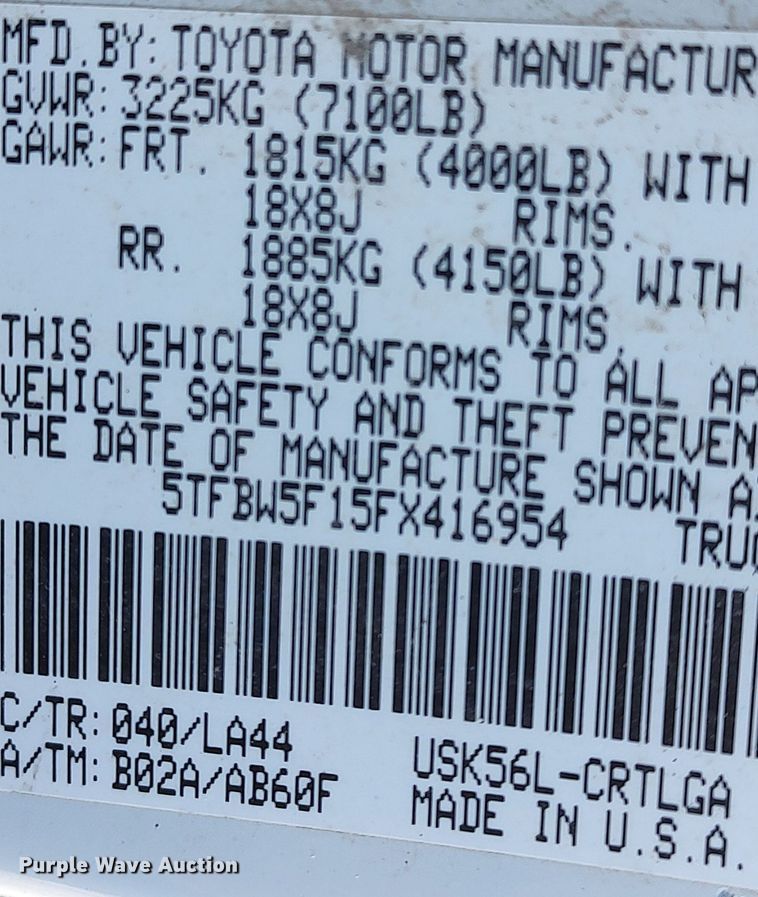 MFD.BY: TOYOTA MOTOR MANUFACTUR
GVWR: 3225KG (7100LB)
GAWR: FRT. 1815KG (4000LB) WITH
18X8J RIMS.
RR. 1885KG (4150LB) WITH
18X8J RIMS.
THIS VEHICLE CONFORMS TO ALL AP
VEHICLE SAFETY AND THEFT PREVEN
THE DATE OF MANUFACTURE SHOWN A
5TFBW5F15FX416954 TRUC
C/TR: 040/LA44 USK56L-CRTLGA
A/TM: B02A/AB60F MADE IN U.S.A.
Purple Wave Auction